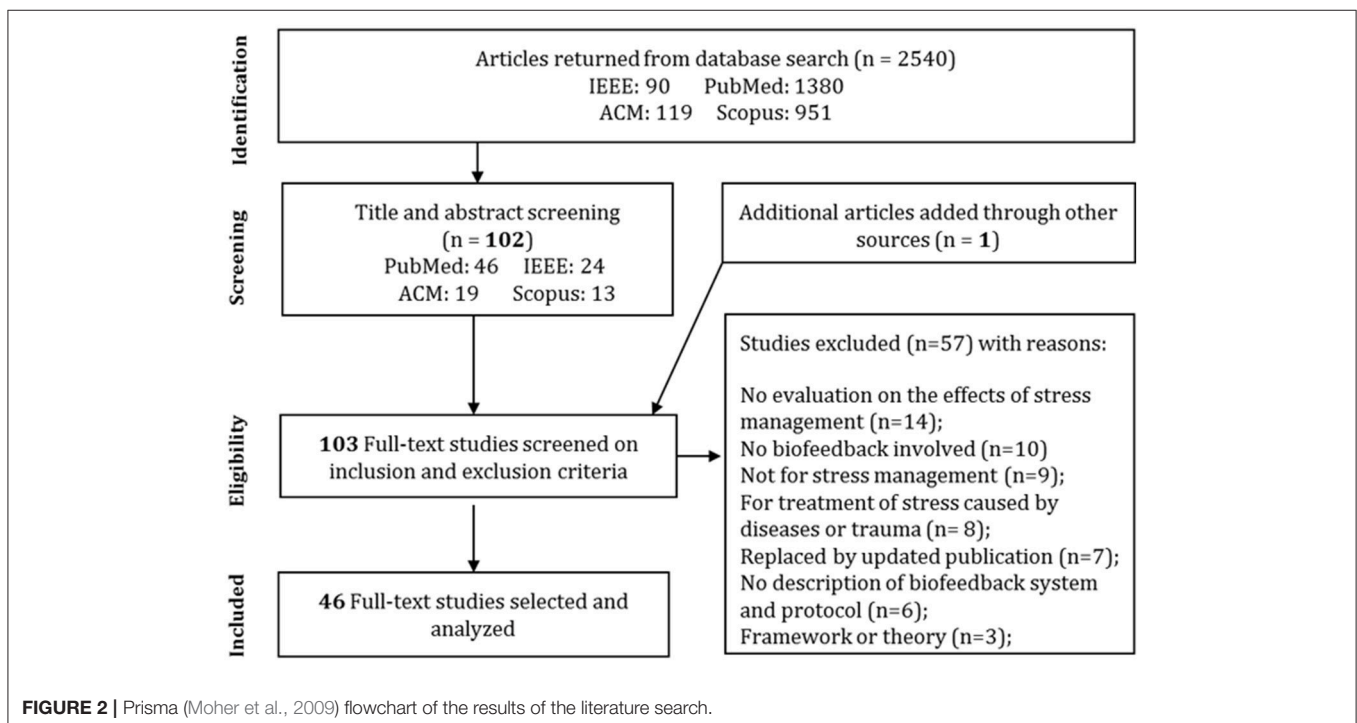 Identification
Articles returned from database search (n = 2540)
IEEE: 90 PubMed: 1380
ACM: 119 Scopus: 951
Screening
Title and abstract screening
(n = 102)
PubMed: 46 IEEE: 24
ACM: 19 Scopus: 13
Additional articles added through other
sources (n = 1)
Eligibility
103 Full-text studies screened on
inclusion and exclusion criteria
Studies excluded (n=57) with reasons:
No evaluation on the effects of stress
management (n=14);
No biofeedback involved (n=10)
Not for stress management (n=9);
For treatment of stress caused by
diseases or trauma (n= 8);
Replaced by updated publication (n=7);
No description of biofeedback system
and protocol (n=6);
Framework or theory (n=3);
Included
46 Full-text studies selected and
analyzed
FIGURE 2 | Prisma (Moher et al., 2009) flowchart of the results of the literature search.